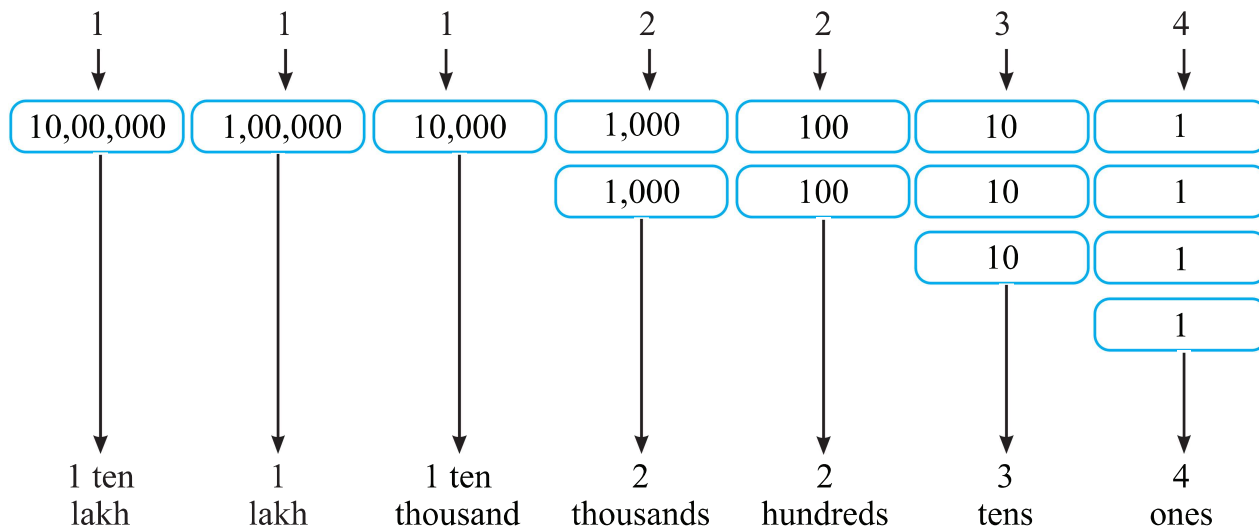 1 1 1 2 2 3 4
10,00,000 1,00,000 10,000 1,000 100 10 1
1,000 100 10 1
10 1
1
1 ten 1 1 ten 2 2 3 4
lakh lakh thousand thousands hundreds tens ones